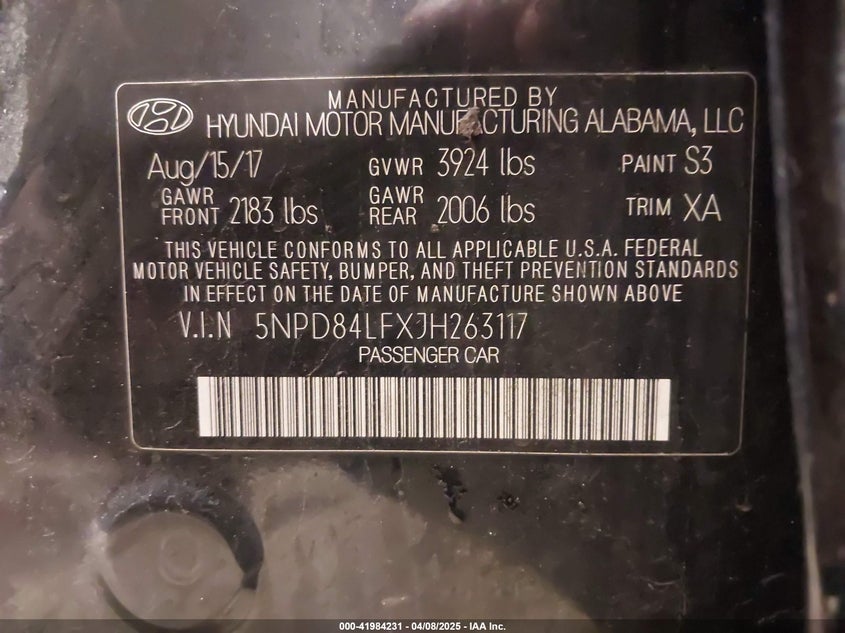 MANUFACTURED BY
HYUNDAI MOTOR MANUFACTURING ALABAMA, LLC
Aug/15/17 GVWR 3924 lbs PAINT S3
GAWR FRONT 2183 lbs GAWR REAR 2006 lbs TRIM XA
THIS VEHICLE CONFORMS TO ALL APPLICABLE U.S.A. FEDERAL
MOTOR VEHICLE SAFETY, BUMPER, AND THEFT PREVENTION STANDARDS
IN EFFECT ON THE DATE OF MANUFACTURE SHOWN ABOVE
V.I.N 5NPD84LFXJH263117
PASSENGER CAR
000-41984231 - 04/08/2025 - IAA Inc.